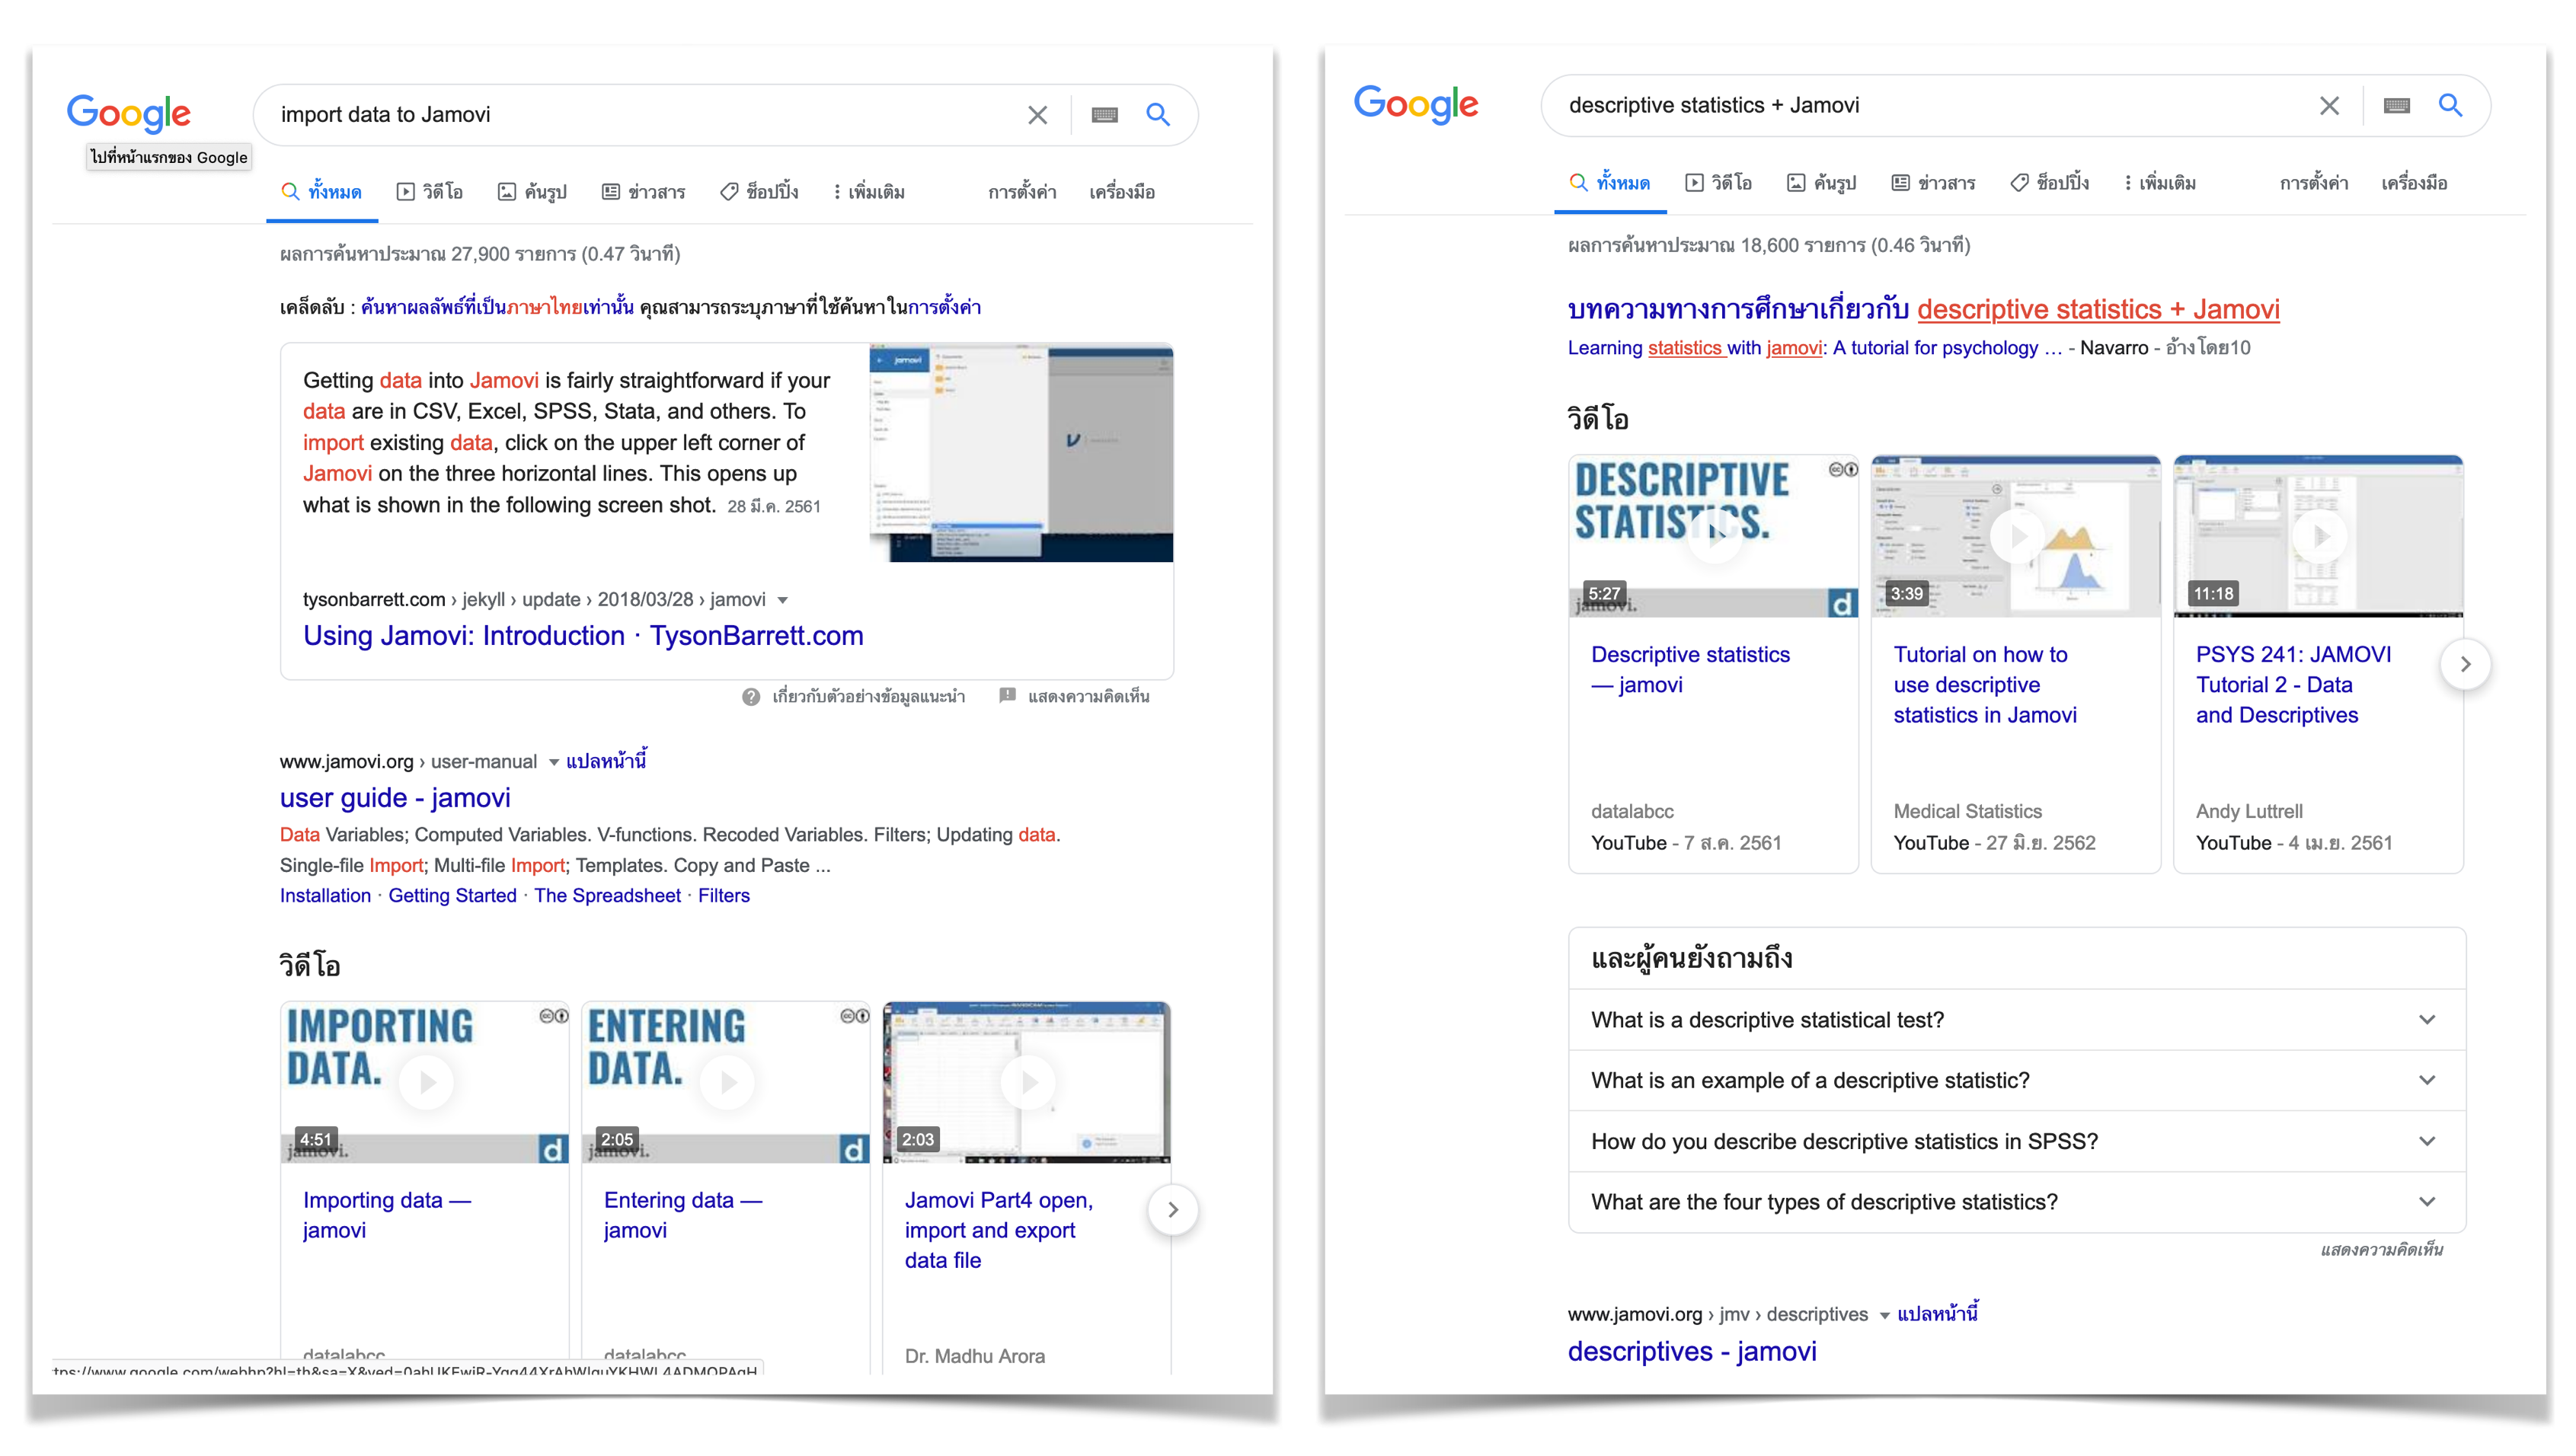 Google
import data to Jamovi
ไปที่หน้าแรกของ Google
ทั้งหมด
วิดีโอ
ค้นรูป
ข่าวสาร
ช็อปปิ้ง
เพิ่มเติม
การตั้งค่า
เครื่องมือ
ผลการค้นหาประมาณ 27,900 รายการ (0.47 วินาที)
เคล็ดลับ : ค้นหาผลลัพธ์ที่เป็นภาษาไทยเท่านั้น คุณสามารถระบุภาษาที่ใช้ค้นหาในการตั้งค่า
Getting data into Jamovi is fairly straightforward if your
data are in CSV, Excel, SPSS, Stata, and others. To
import existing data, click on the upper left corner of
Jamovi on the three horizontal lines. This opens up
what is shown in the following screen shot. 28 มี.ค. 2561
jamovi
tysonbarrett.com › jekyll › update › 2018/03/28 › jamovi
Using Jamovi: Introduction · TysonBarrett.com
เกี่ยวกับตัวอย่างข้อมูลแนะนำ
แสดงความคิดเห็น
www.jamovi.org › user-manual แปลหน้านี้
user guide - jamovi
Data Variables; Computed Variables. V-functions. Recoded Variables. Filters; Updating data.
Single-file Import; Multi-file Import; Templates. Copy and Paste ...
Installation · Getting Started · The Spreadsheet · Filters
วิดีโอ
IMPORTING
DATA.
4:51
jamovi.
d
Importing data —
jamovi
datalabcc
ENTERING
DATA.
2:05
jamovi.
d
Entering data —
jamovi
datalabcc
2:03
Jamovi Part4 open,
import and export
data file
Dr. Madhu Arora
Google
descriptive statistics + Jamovi
ทั้งหมด
วิดีโอ
ค้นรูป
ข่าวสาร
ช็อปปิ้ง
เพิ่มเติม
การตั้งค่า
เครื่องมือ
ผลการค้นหาประมาณ 18,600 รายการ (0.46 วินาที)
บทความทางการศึกษาเกี่ยวกับ descriptive statistics + Jamovi
Learning statistics with jamovi: A tutorial for psychology … - Navarro - อ้างโดย10
วิดีโอ
DESCRIPTIVE
STATISTICS.
5:27
jamovi.
d
Descriptive statistics
— jamovi
datalabcc
YouTube - 7 ส.ค. 2561
3:39
Tutorial on how to
use descriptive
statistics in Jamovi
Medical Statistics
YouTube - 27 มิ.ย. 2562
11:18
PSYS 241: JAMOVI
Tutorial 2 - Data
and Descriptives
Andy Luttrell
YouTube - 4 เม.ย. 2561
และผู้คนยังถามถึง
What is a descriptive statistical test?
What is an example of a descriptive statistic?
How do you describe descriptive statistics in SPSS?
What are the four types of descriptive statistics?
แสดงความคิดเห็น
www.jamovi.org › jmv › descriptives แปลหน้านี้
descriptives - jamovi